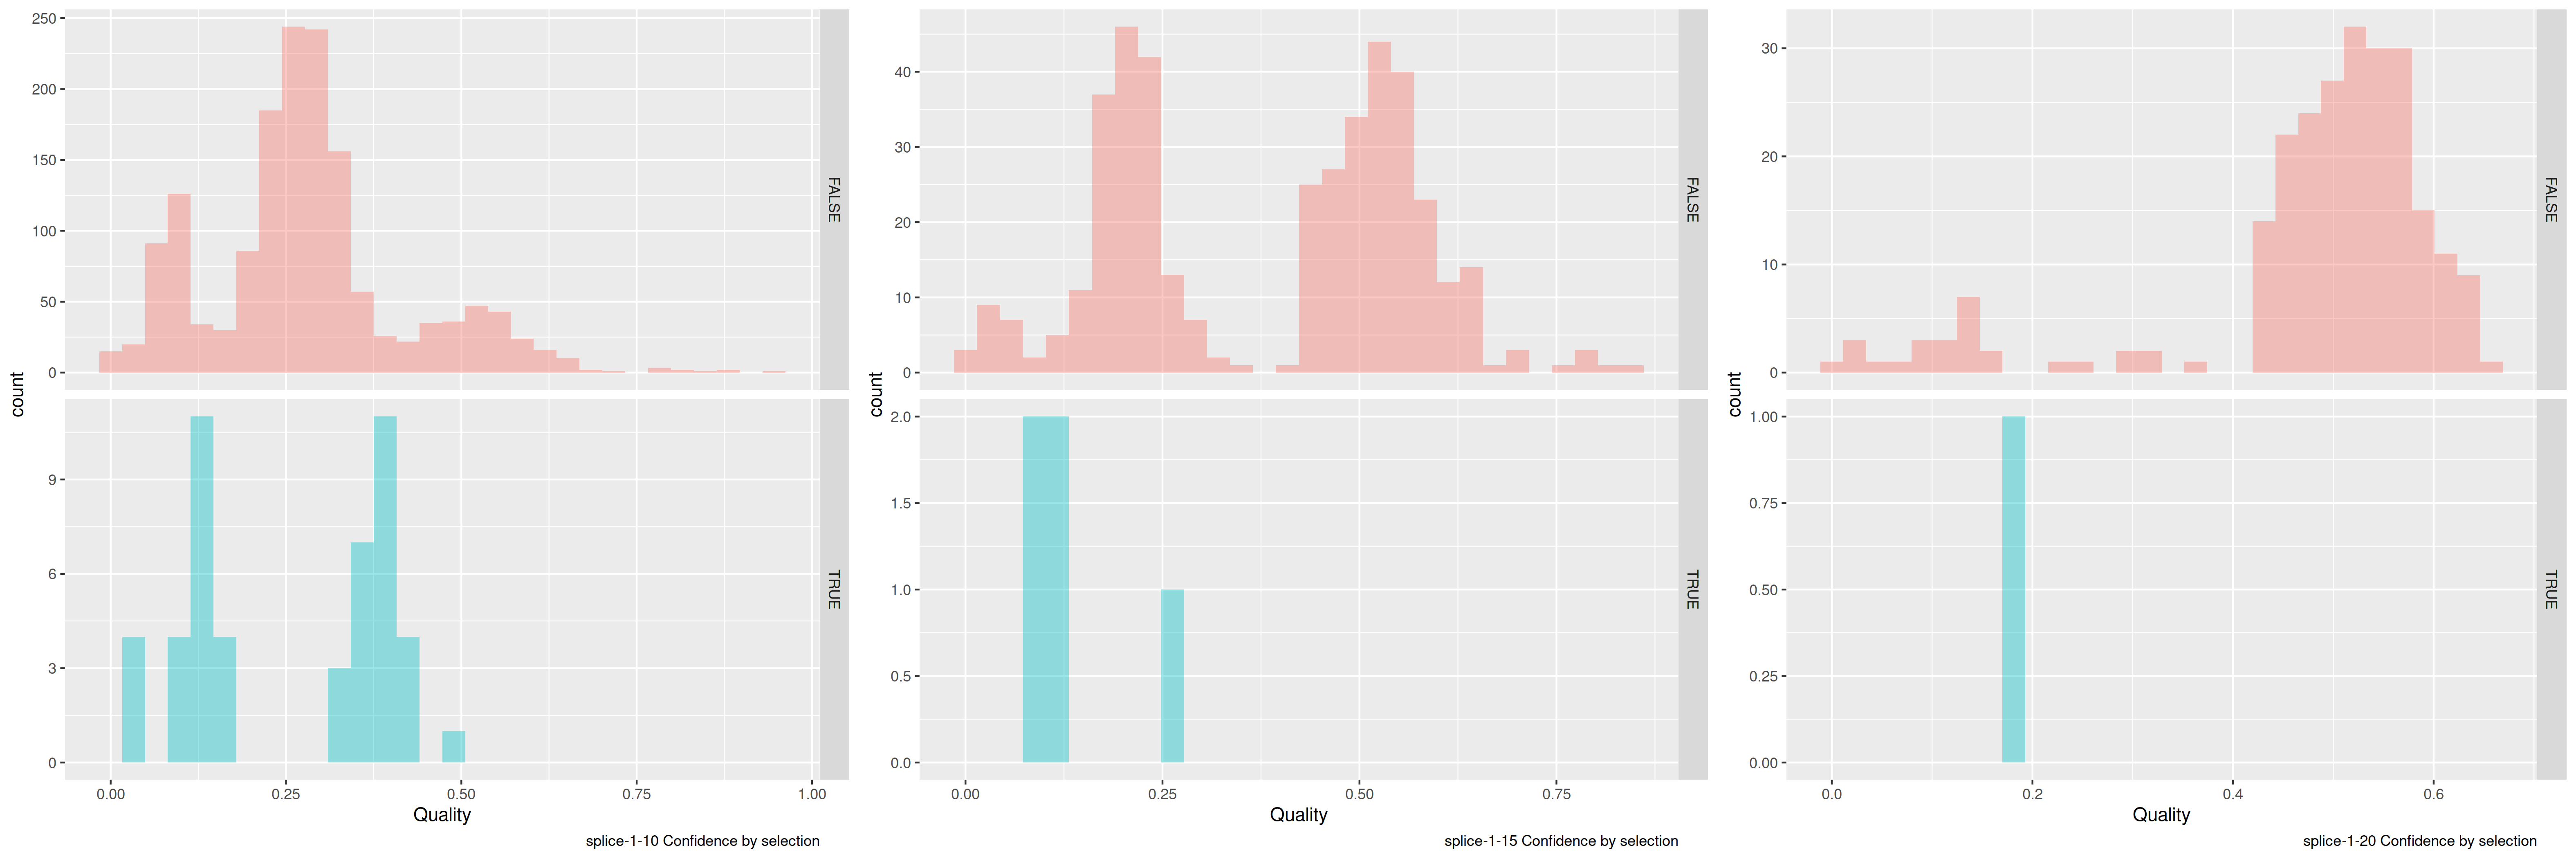 250
200
150
100
50
0
FALSE
9
6
3
0
TRUE
count
0.00 0.25 0.50 0.75 1.00
Quality
splice-1-10 Confidence by selection
40
30
20
10
0
FALSE
2.0
1.5
1.0
0.5
0.0
TRUE
count
0.00 0.25 0.50 0.75
Quality
splice-1-15 Confidence by selection
30
20
10
0
FALSE
1.00
0.75
0.50
0.25
0.00
TRUE
count
0.0 0.2 0.4 0.6
Quality
splice-1-20 Confidence by selection